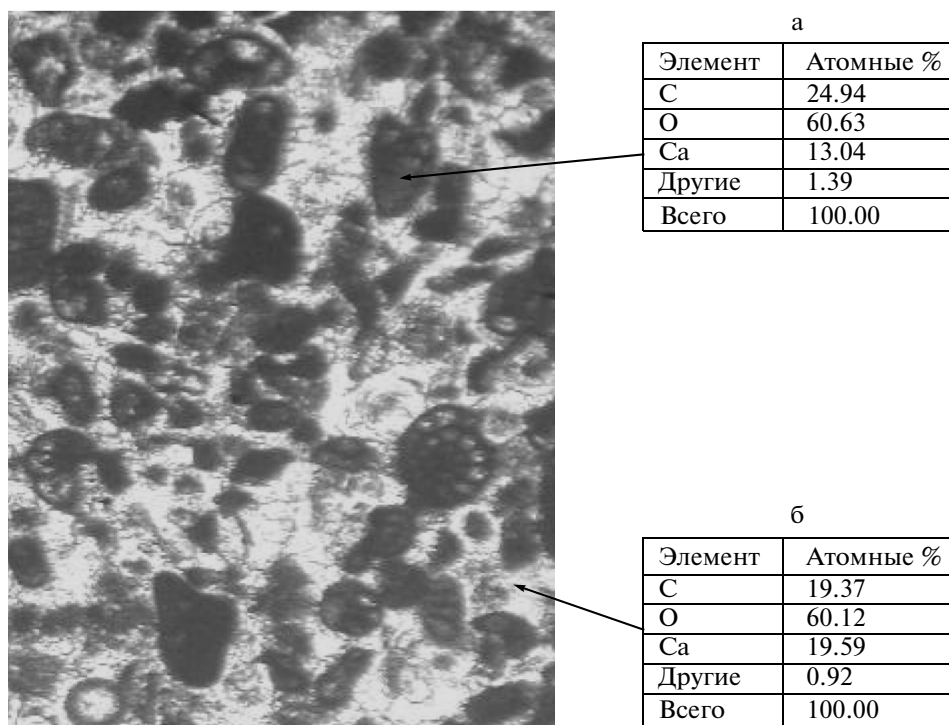 а
Элемент Атомные %
C 24.94
O 60.63
Ca 13.04
Другие 1.39
Всего 100.00
б
Элемент Атомные %
C 19.37
O 60.12
Ca 19.59
Другие 0.92
Всего 100.00